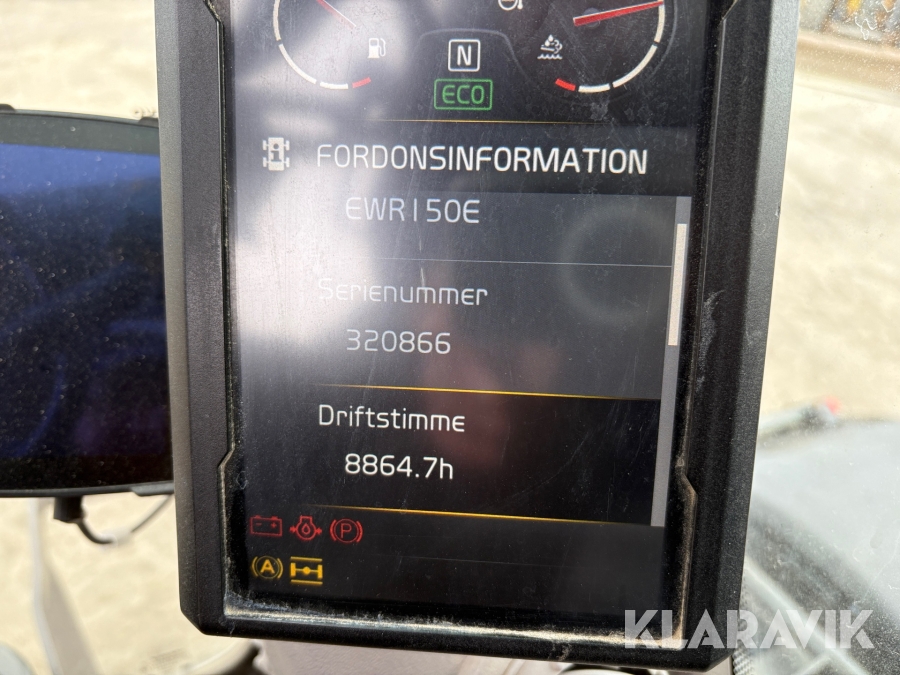 N
ECO
FORDONSINFORMATION
EWR150E
Serienummer
320866
Driftstimme
8864.7h
P
A
KLARAVIK